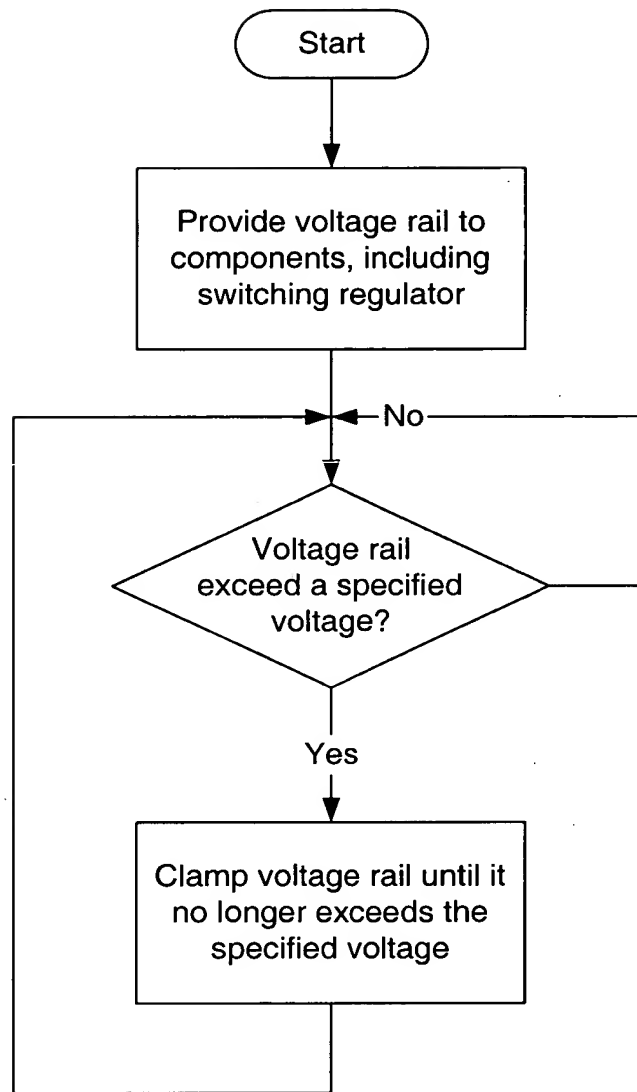 Start
Provide voltage rail to
components, including
switching regulator
No
Voltage rail
exceed a specified
voltage?
Yes
Clamp voltage rail until it
no longer exceeds the
specified voltage